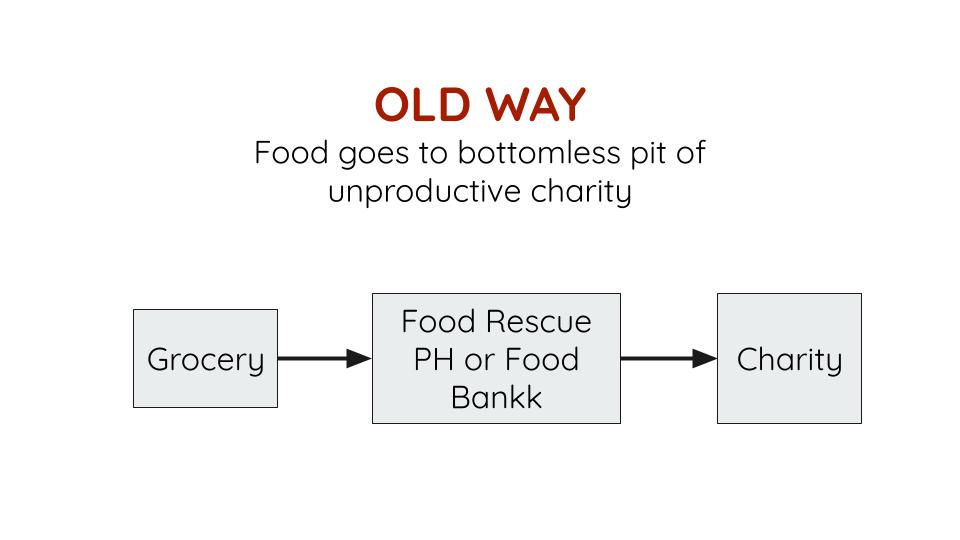 OLD WAY
Food goes to bottomless pit of
unproductive charity
Grocery
Food Rescue
PH or Food
Bankk
Charity